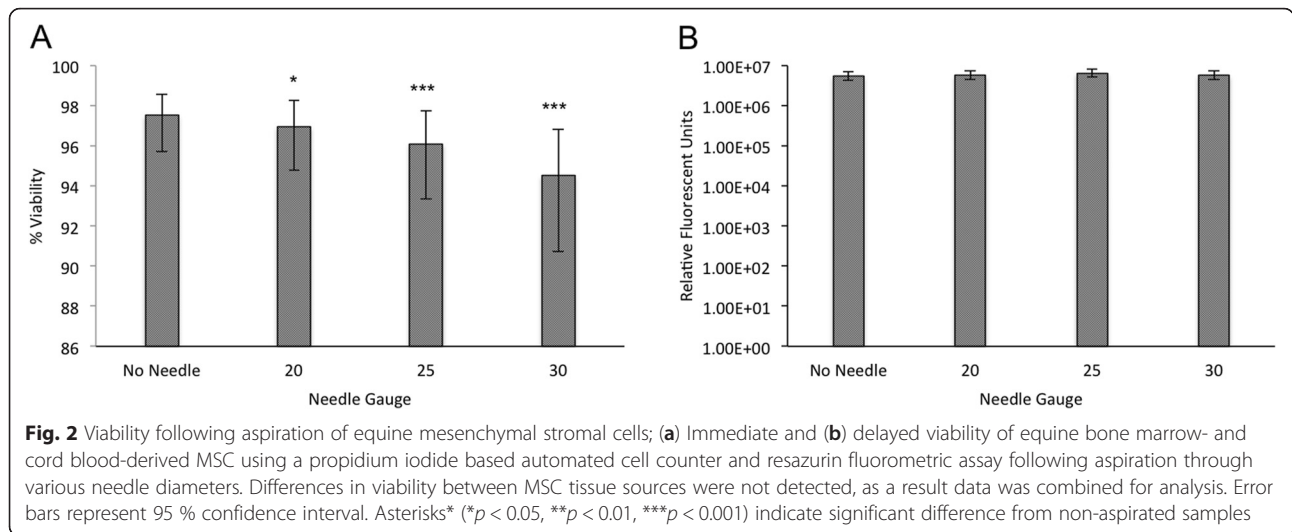 A
100
98
96
94
92
90
88
86
% Viability
*
***
***
No Needle 20 25 30
Needle Gauge
B
1.00E+07
1.00E+06
1.00E+05
1.00E+04
1.00E+03
1.00E+02
1.00E+01
1.00E+00
Relative Fluorescent Units
No Needle 20 25 30
Needle Gauge
Fig. 2 Viability following aspiration of equine mesenchymal stromal cells; (a) Immediate and (b) delayed viability of equine bone marrow- and
cord blood-derived MSC using a propidium iodide based automated cell counter and resazurin fluorometric assay following aspiration through
various needle diameters. Differences in viability between MSC tissue sources were not detected, as a result data was combined for analysis. Error
bars represent 95 % confidence interval. Asterisks* (*p < 0.05, **p < 0.01, ***p < 0.001) indicate significant difference from non-aspirated samples